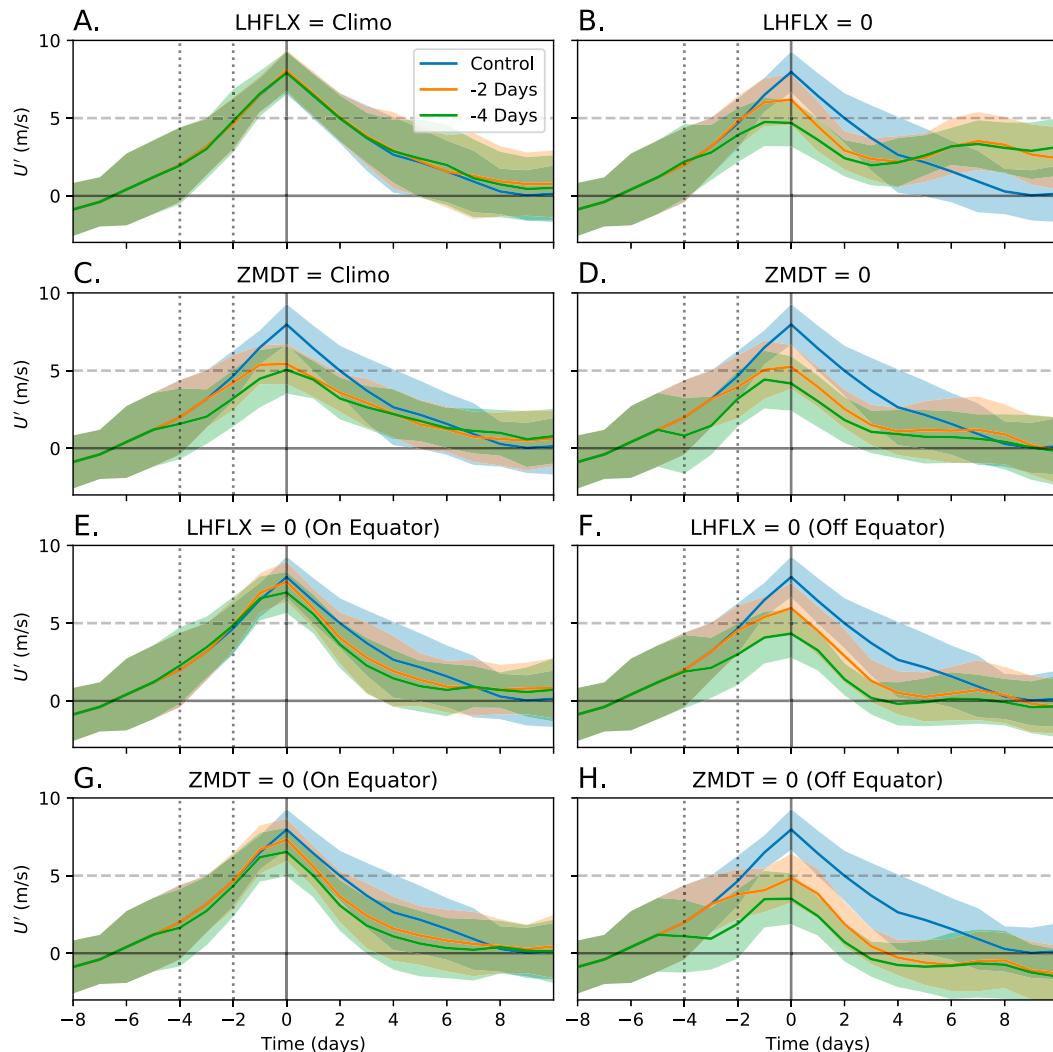 A. LHFLX = Climo
B. LHFLX = 0
10
5
0
U' (m/s)
Control
-2 Days
-4 Days
C. ZMDT = Climo
D. ZMDT = 0
10
5
0
U' (m/s)
E. LHFLX = 0 (On Equator)
F. LHFLX = 0 (Off Equator)
10
5
0
U' (m/s)
G. ZMDT = 0 (On Equator)
H. ZMDT = 0 (Off Equator)
10
5
0
U' (m/s)
−8 −6 −4 −2 0 2 4 6 8
−8 −6 −4 −2 0 2 4 6 8
Time (days)
Time (days)